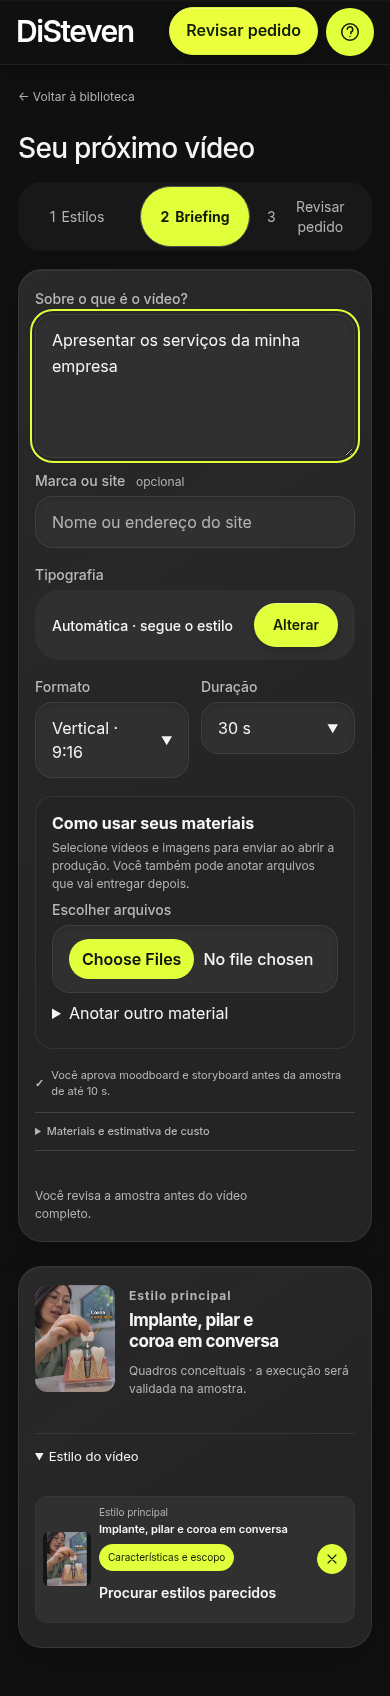 DiSteven
Revisar pedido
← Voltar à biblioteca
Seu próximo vídeo
1 Estilos
2 Briefing
3 Revisar
pedido
Sobre o que é o vídeo?
Apresentar os serviços da minha
empresa
Marca ou site opcional
Nome ou endereço do site
Tipografia
Automática · segue o estilo
Alterar
Formato
Duração
Vertical ·
9:16
30 s
Como usar seus materiais
Selecione vídeos e imagens para enviar ao abrir a
produção. Você também pode anotar arquivos
que vai entregar depois.
Escolher arquivos
Choose Files No file chosen
Anotar outro material
✓ Você aprova moodboard e storyboard antes da amostra
de até 10 s.
Materiais e estimativa de custo
Você revisa a amostra antes do vídeo
completo.
Coroa
Estilo principal
Implante, pilar e
coroa em conversa
Quadros conceituais · a execução será
validada na amostra.
Estilo do vídeo
Estilo principal
Implante, pilar e coroa em conversa
Características e escopo
Procurar estilos parecidos